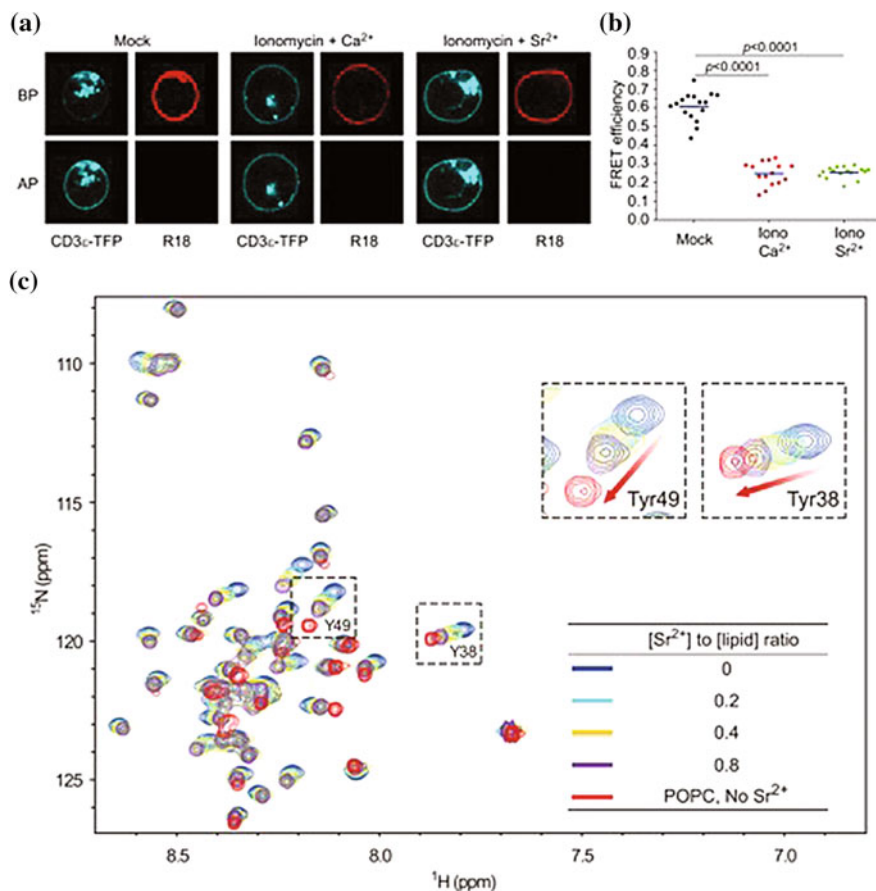 (a)
Mock
Ionomycin + Ca²⁺
Ionomycin + Sr²⁺
BP
AP
CD3ε-TFP
R18
CD3ε-TFP
R18
CD3ε-TFP
R18
(b)
p<0.0001
p<0.0001
FRET efficiency
0.9
0.8
0.7
0.6
0.5
0.4
0.3
0.2
0.1
0.0
Mock
Iono
Ca²⁺
Iono
Sr²⁺
(c)
¹⁵N (ppm)
110
115
120
125
Tyr49
Tyr38
Y49
Y38
[Sr²⁺] to [lipid] ratio
0
0.2
0.4
0.8
POPC, No Sr²⁺
8.5
8.0
7.5
7.0
¹H (ppm)